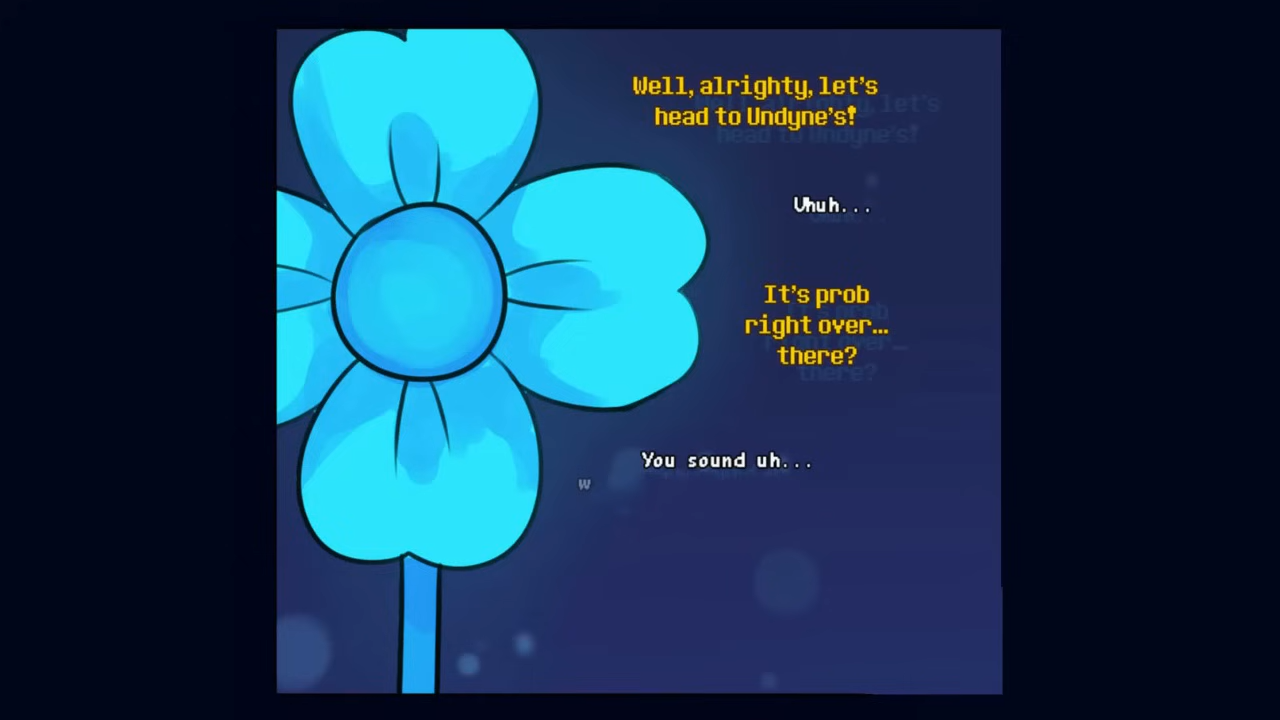 Well, alrighty, let's
head to Undyne's!
Uhuh...
It's prob
right over...
there?
You sound uh...
w